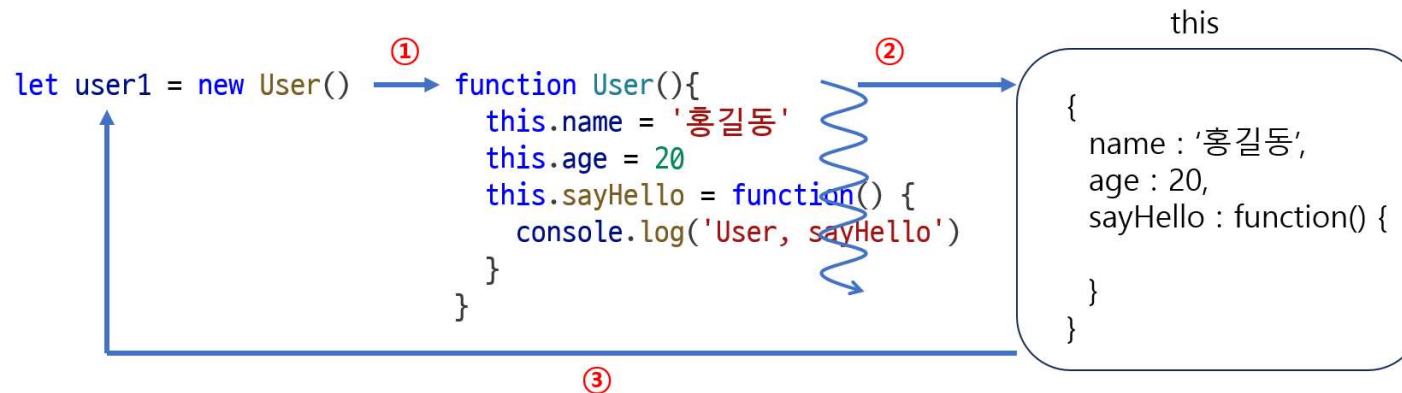 this
① ②
let user1 = new User() function User(){
this.name = '홍길동'
this.age = 20
this.sayHello = function() {
console.log('User, sayHello')
}
}
{
name : ‘홍길동’,
age : 20,
sayHello : function() {
}
}
③